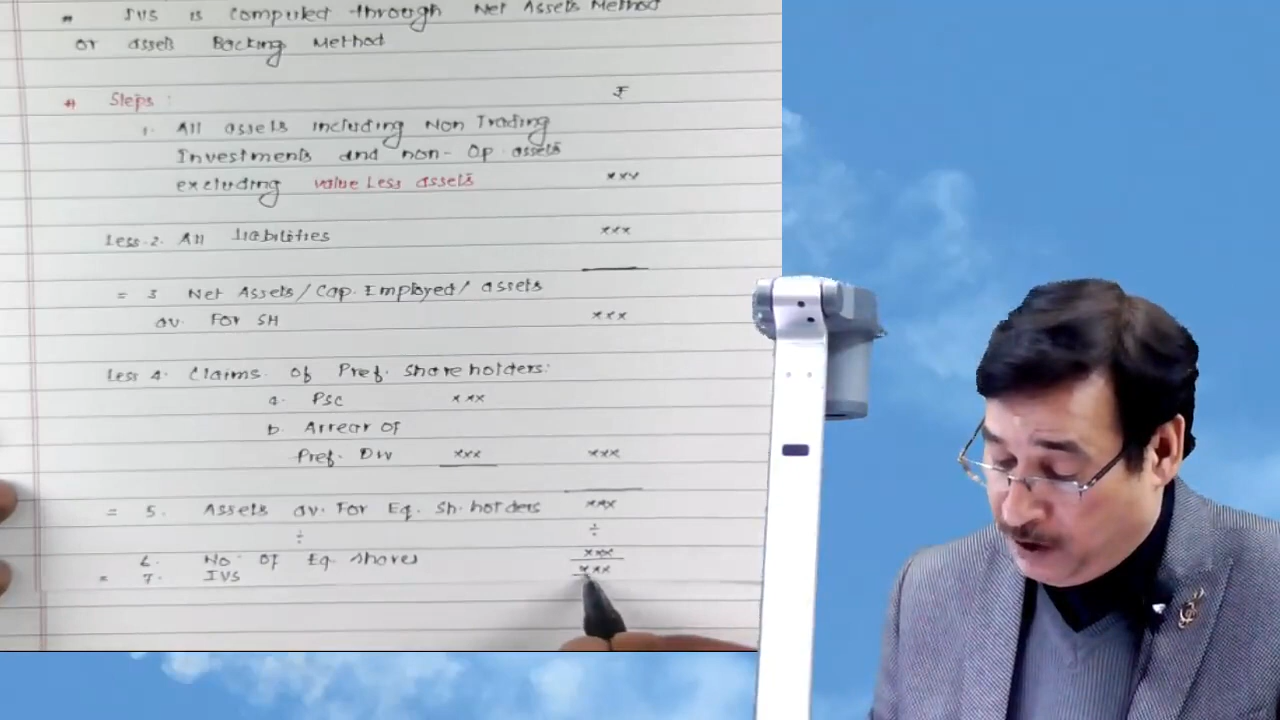 # IVS is computed through Net Assets Method
or assets Backing Method
# Steps: ₹
1. All assets including Non Trading
Investments and non-op. assets
excluding value Less assets xxx
Less 2. All liabilities xxx
= 3 Net Assets/Cap. Employed/ assets
av. For SH xxx
Less 4. Claims of Pref. shareholders:
a. PSC xxx
b. Arrear of
Pref. Div xxx xxx
= 5. Assets av. For Eq. Sh. holders xxx
÷ ÷
6. No. of Eq. shares xxx
= 7. IVS xxx